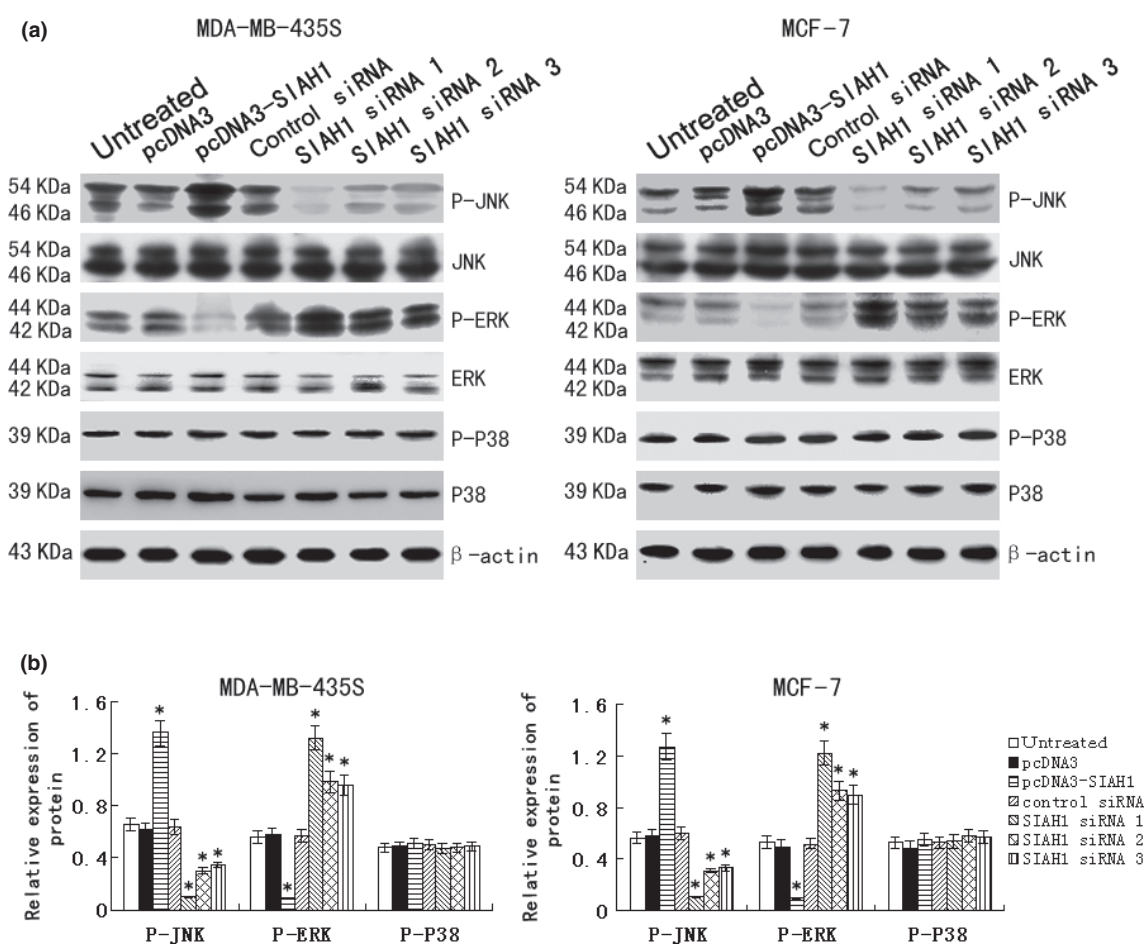 (a)
MDA-MB-435S
Untreated
pcDNA3
pcDNA3-SIAH1
Control siRNA
SIAH1 siRNA 1
SIAH1 siRNA 2
SIAH1 siRNA 3
54 KDa
46 KDa
P-JNK
54 KDa
46 KDa
JNK
44 KDa
42 KDa
P-ERK
44 KDa
42 KDa
ERK
39 KDa
P-P38
39 KDa
P38
43 KDa
β-actin
MCF-7
Untreated
pcDNA3
pcDNA3-SIAH1
Control siRNA
SIAH1 siRNA 1
SIAH1 siRNA 2
SIAH1 siRNA 3
54 KDa
46 KDa
P-JNK
54 KDa
46 KDa
JNK
44 KDa
42 KDa
P-ERK
44 KDa
42 KDa
ERK
39 KDa
P-P38
39 KDa
P38
43 KDa
β-actin
(b)
MDA-MB-435S
Relative expression of
protein
1.6
1.2
0.8
0.4
0
* * * * * * * *
P-JNK P-ERK P-P38
MCF-7
Relative expression of
protein
1.6
1.2
0.8
0.4
0
* * * * * * * *
P-JNK P-ERK P-P38
Untreated
pcDNA3
pcDNA3-SIAH1
control siRNA
SIAH1 siRNA 1
SIAH1 siRNA 2
SIAH1 siRNA 3